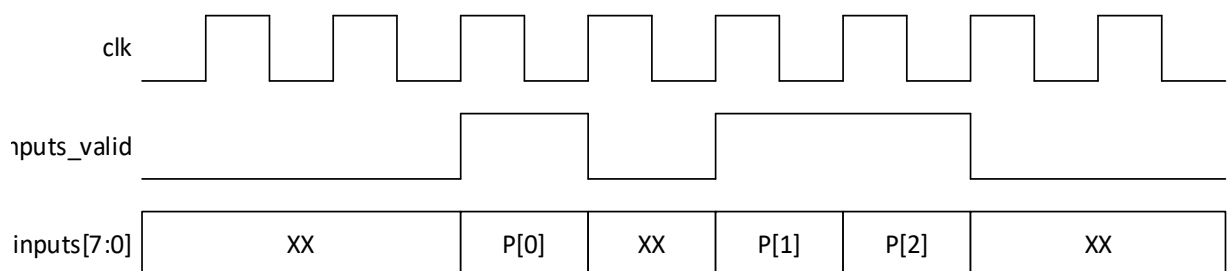 clk
nputs_valid
inputs[7:0] XX P[0] XX P[1] P[2] XX